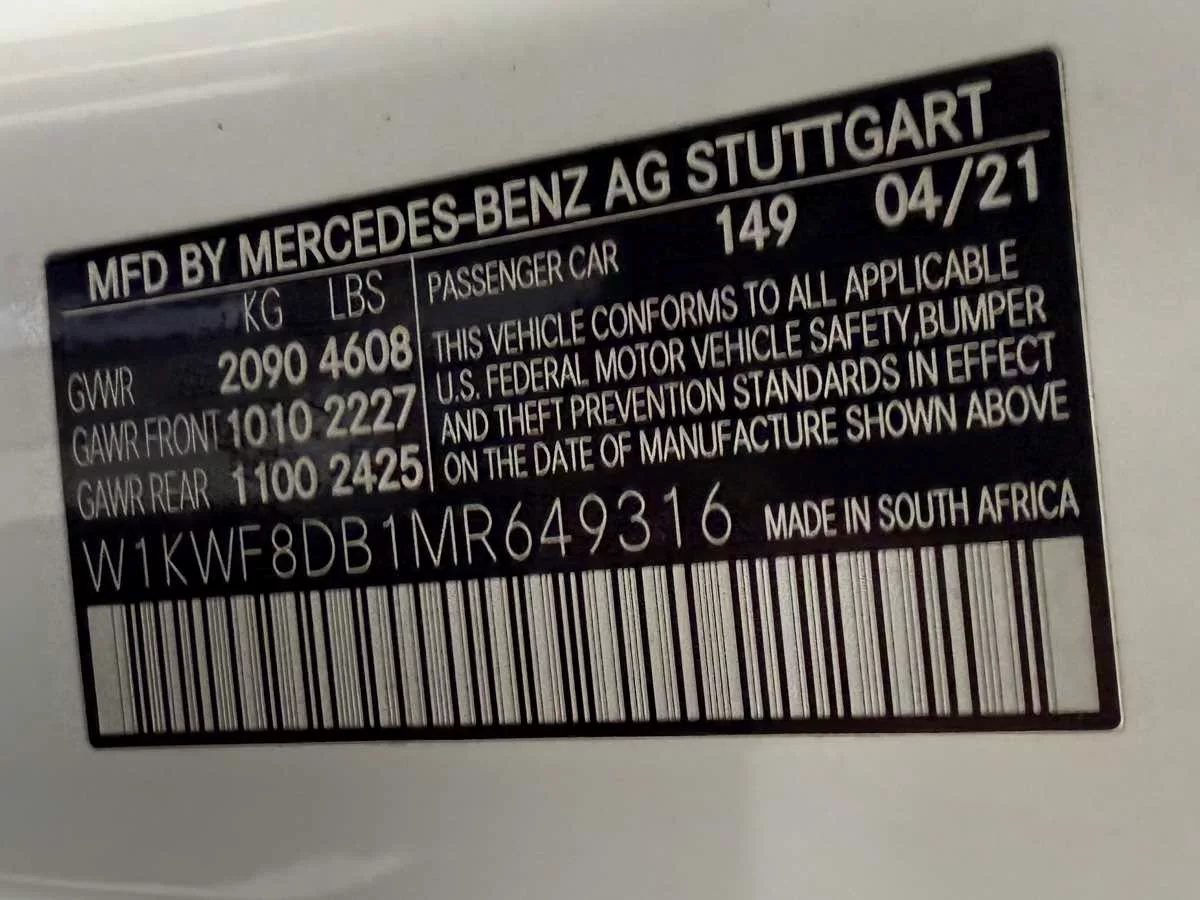 MFD BY MERCEDES-BENZ AG STUTTGART
KG LBS
GVWR 2090 4608
GAWR FRONT 1010 2227
GAWR REAR 1100 2425
PASSENGER CAR 149 04/21
THIS VEHICLE CONFORMS TO ALL APPLICABLE
U.S. FEDERAL MOTOR VEHICLE SAFETY,BUMPER
AND THEFT PREVENTION STANDARDS IN EFFECT
ON THE DATE OF MANUFACTURE SHOWN ABOVE
W1KWF8DB1MR649316 MADE IN SOUTH AFRICA